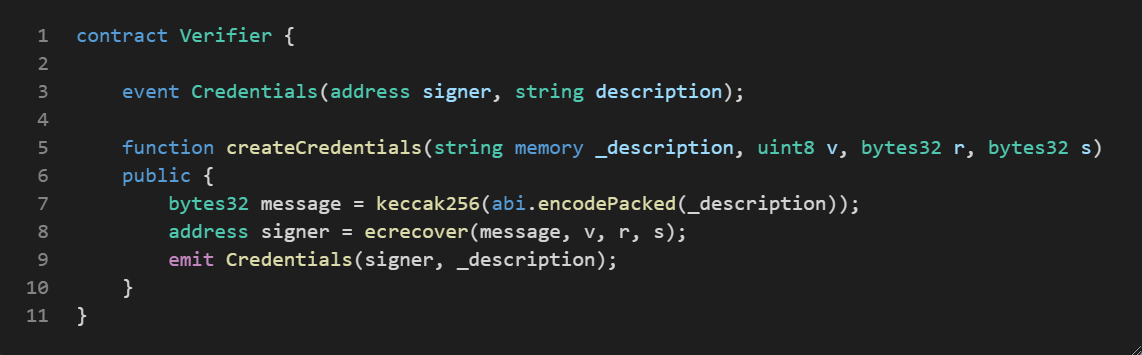 1 contract Verifier {
2
3 event Credentials(address signer, string description);
4
5 function createCredentials(string memory _description, uint8 v, bytes32 r, bytes32 s)
6 public {
7 bytes32 message = keccak256(abi.encodePacked(_description));
8 address signer = ecrecover(message, v, r, s);
9 emit Credentials(signer, _description);
10 }
11 }